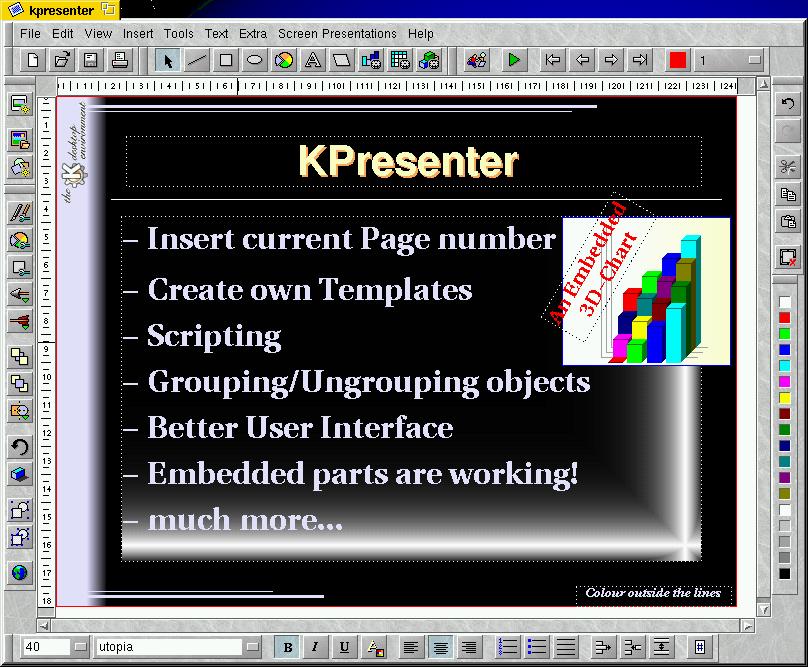 kpresenter
File Edit View Insert Tools Text Extra Screen Presentations Help
1
the K desktop
environment
KPresenter
– Insert current Page number
– Create own Templates
– Scripting
– Grouping/Ungrouping objects
– Better User Interface
– Embedded parts are working!
– much more...
An Embedded
3D-Chart
Colour outside the lines
40 utopia B I U